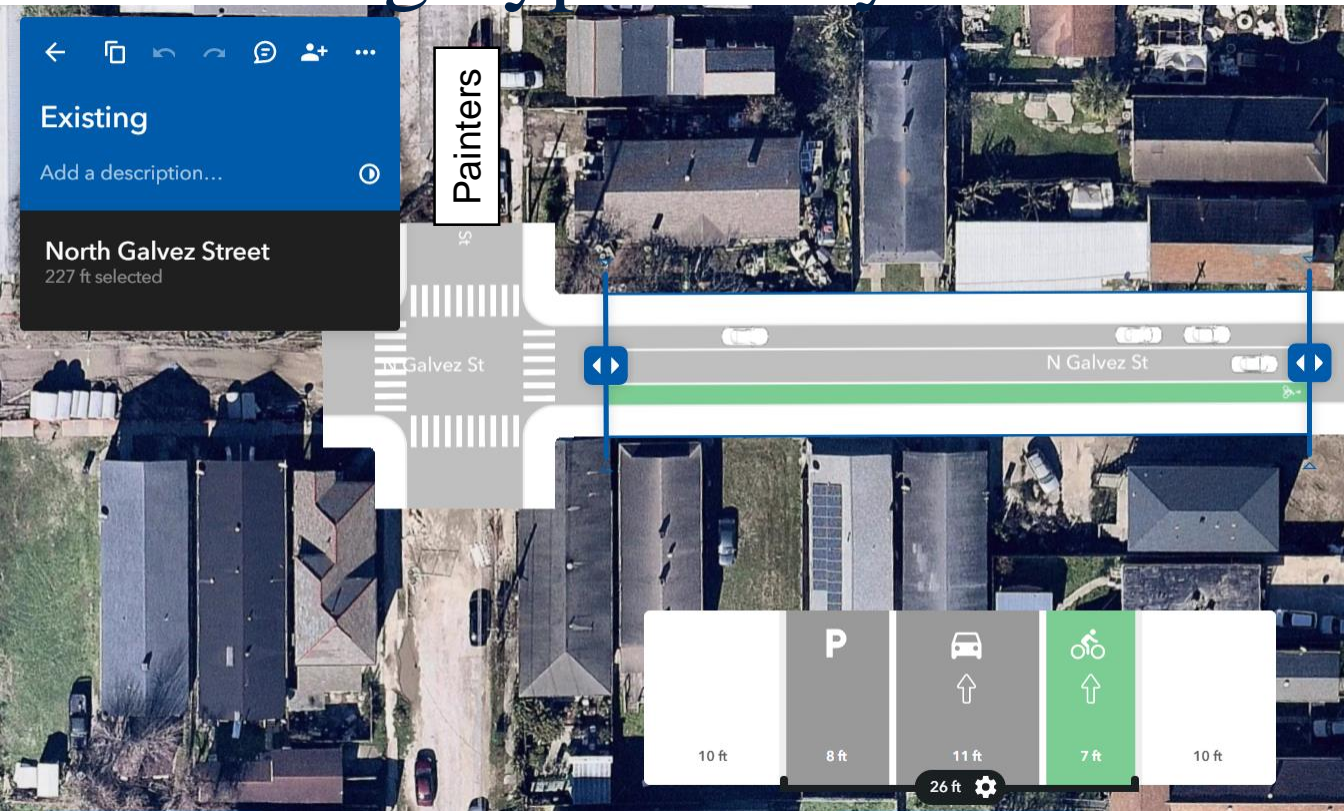 Existing
Add a description…
North Galvez Street
227 ft selected
Painters
St
N Galvez St
N Galvez St
P
10 ft
8 ft
11 ft
7 ft
10 ft
26 ft